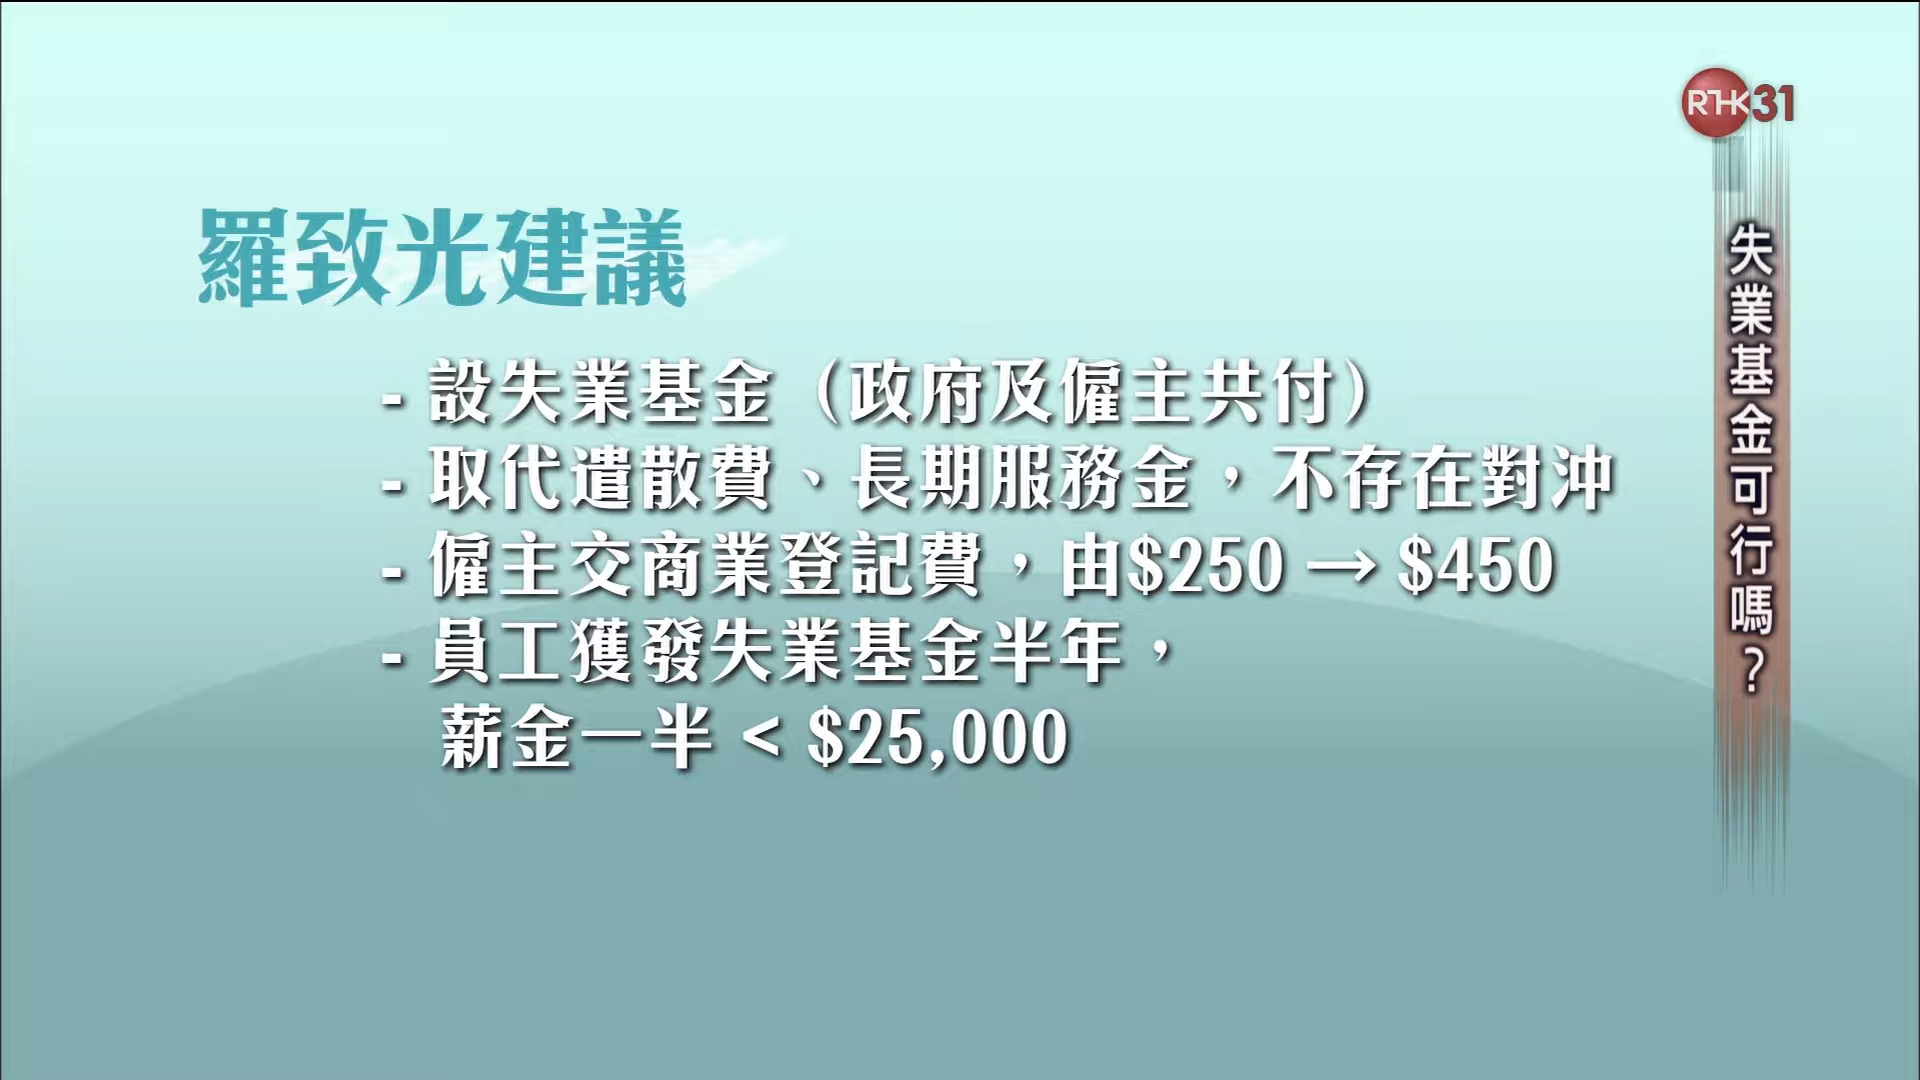 RTHK31
失業基金可行嗎？
羅致光建議
- 設失業基金（政府及僱主共付）
- 取代遣散費、長期服務金，不存在對沖
- 僱主交商業登記費，由$250 → $450
- 員工獲發失業基金半年，
薪金一半 < $25,000